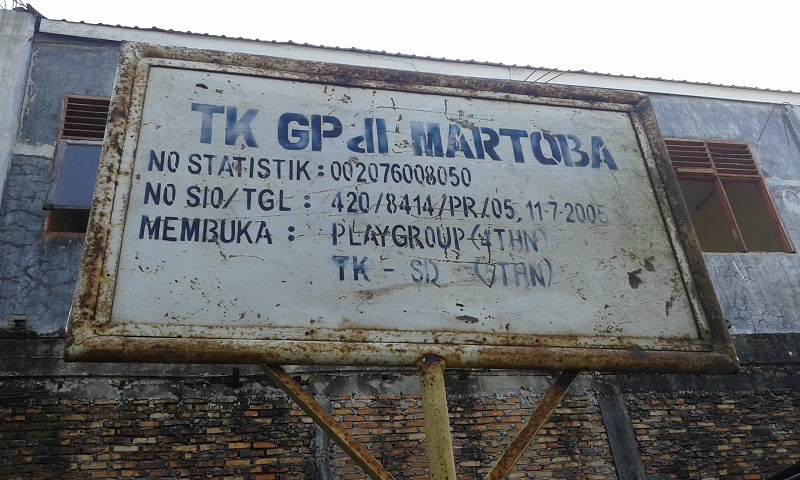 TK GPdI MARTOBA
NO STATISTIK : 002076008050
NO SIO/TGL : 420/8414/PR/05, 11-7-2005
MEMBUKA : PLAYGROUP (4THN)
TK - SD (7THN)